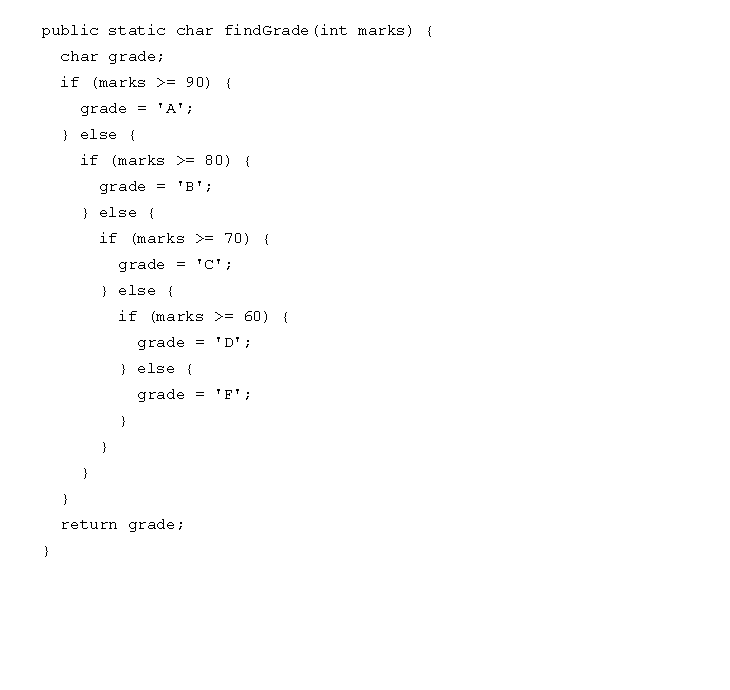 public static char findGrade(int marks) {
  char grade;
  if (marks >= 90) {
    grade = 'A';
  } else {
    if (marks >= 80) {
      grade = 'B';
    } else {
      if (marks >= 70) {
        grade = 'C';
      } else {
        if (marks >= 60) {
          grade = 'D';
        } else {
          grade = 'F';
        }
      }
    }
  }
  return grade;
}